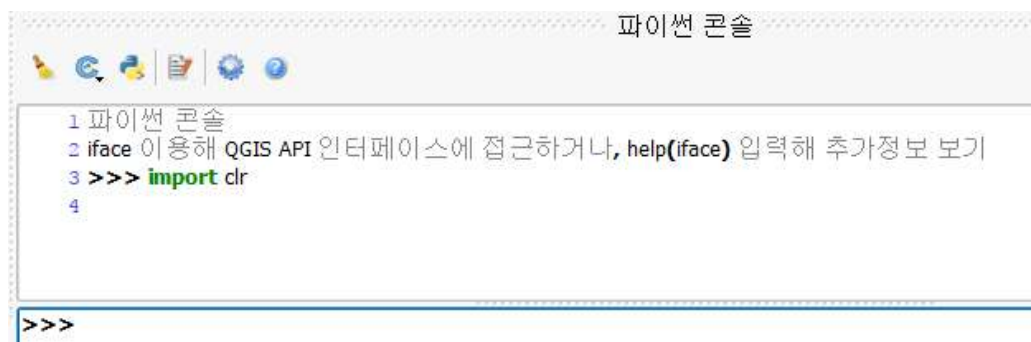 파이썬 콘솔
1 파이썬 콘솔
2 iface 이용해 QGIS API 인터페이스에 접근하거나, help(iface) 입력해 추가정보 보기
3 >>> import clr
4
>>>